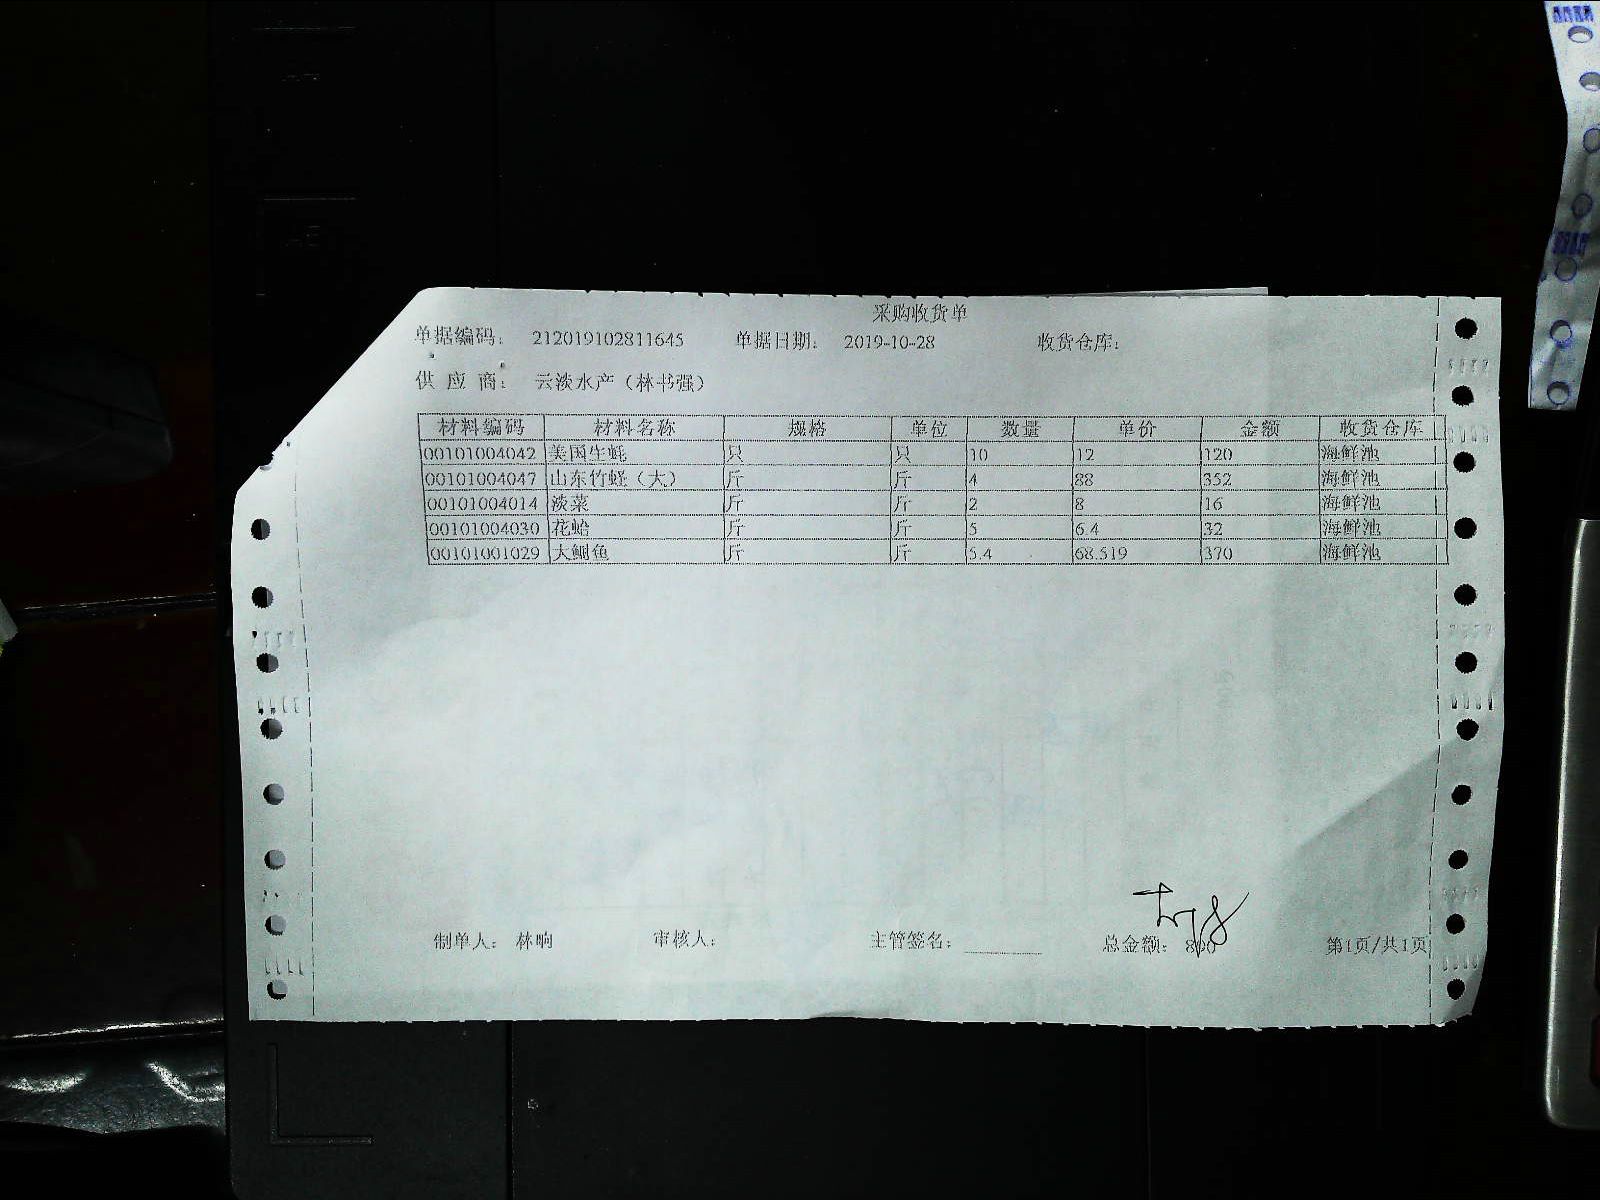 采购收货单
单据编码： 212019102811645 单据日期： 2019-10-28 收货仓库：
供 应 商： 云淡水产（林书强）
材料编码 材料名称 规格 单位 数量 单价 金额 收货仓库
00101004042 美国生蚝 只 只 10 12 120 海鲜池
00101004047 山东竹蛏（大） 斤 斤 4 88 352 海鲜池
00101004014 淡菜 斤 斤 2 8 16 海鲜池
00101004030 花蛤 斤 斤 5 6.4 32 海鲜池
00101001029 大鮰鱼 斤 斤 5.4 68.519 370 海鲜池
制单人： 林响 审核人： 主管签名： 总金额： 890 第1页/共1页